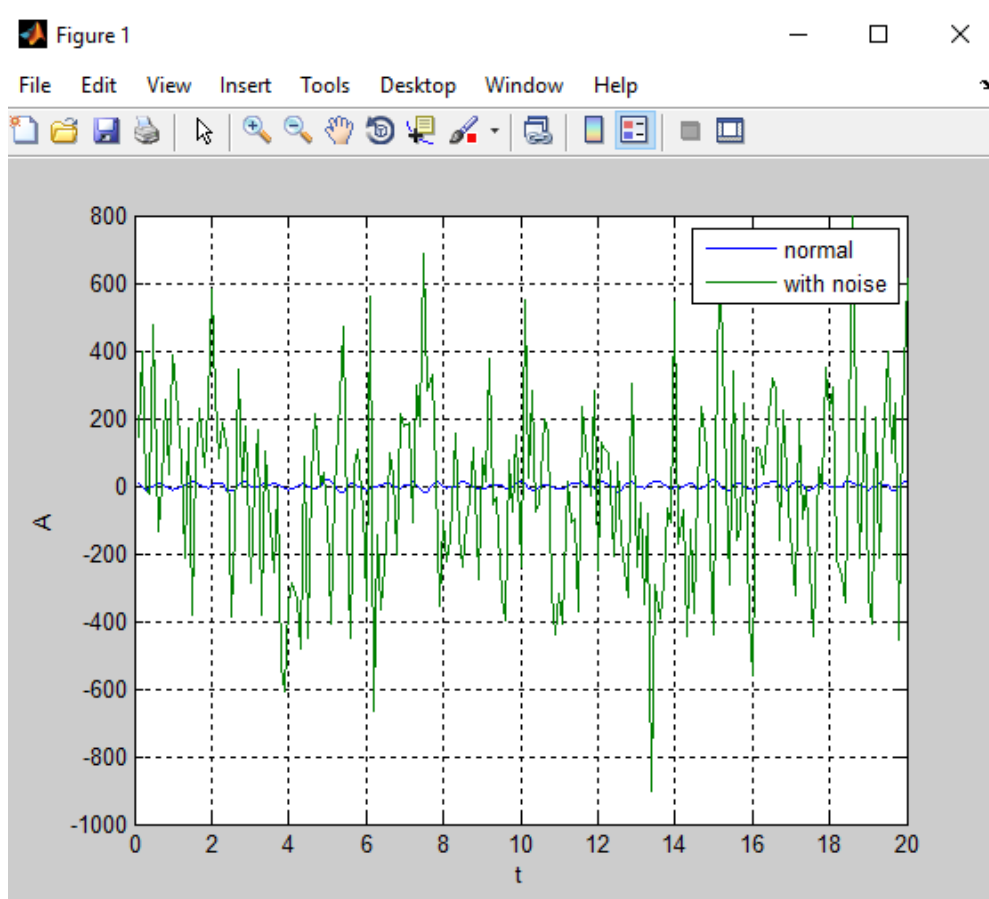 Figure 1
File Edit View Insert Tools Desktop Window Help
800
600
400
200
0
-200
-400
-600
-800
-1000
A
normal
with noise
0 2 4 6 8 10 12 14 16 18 20
t